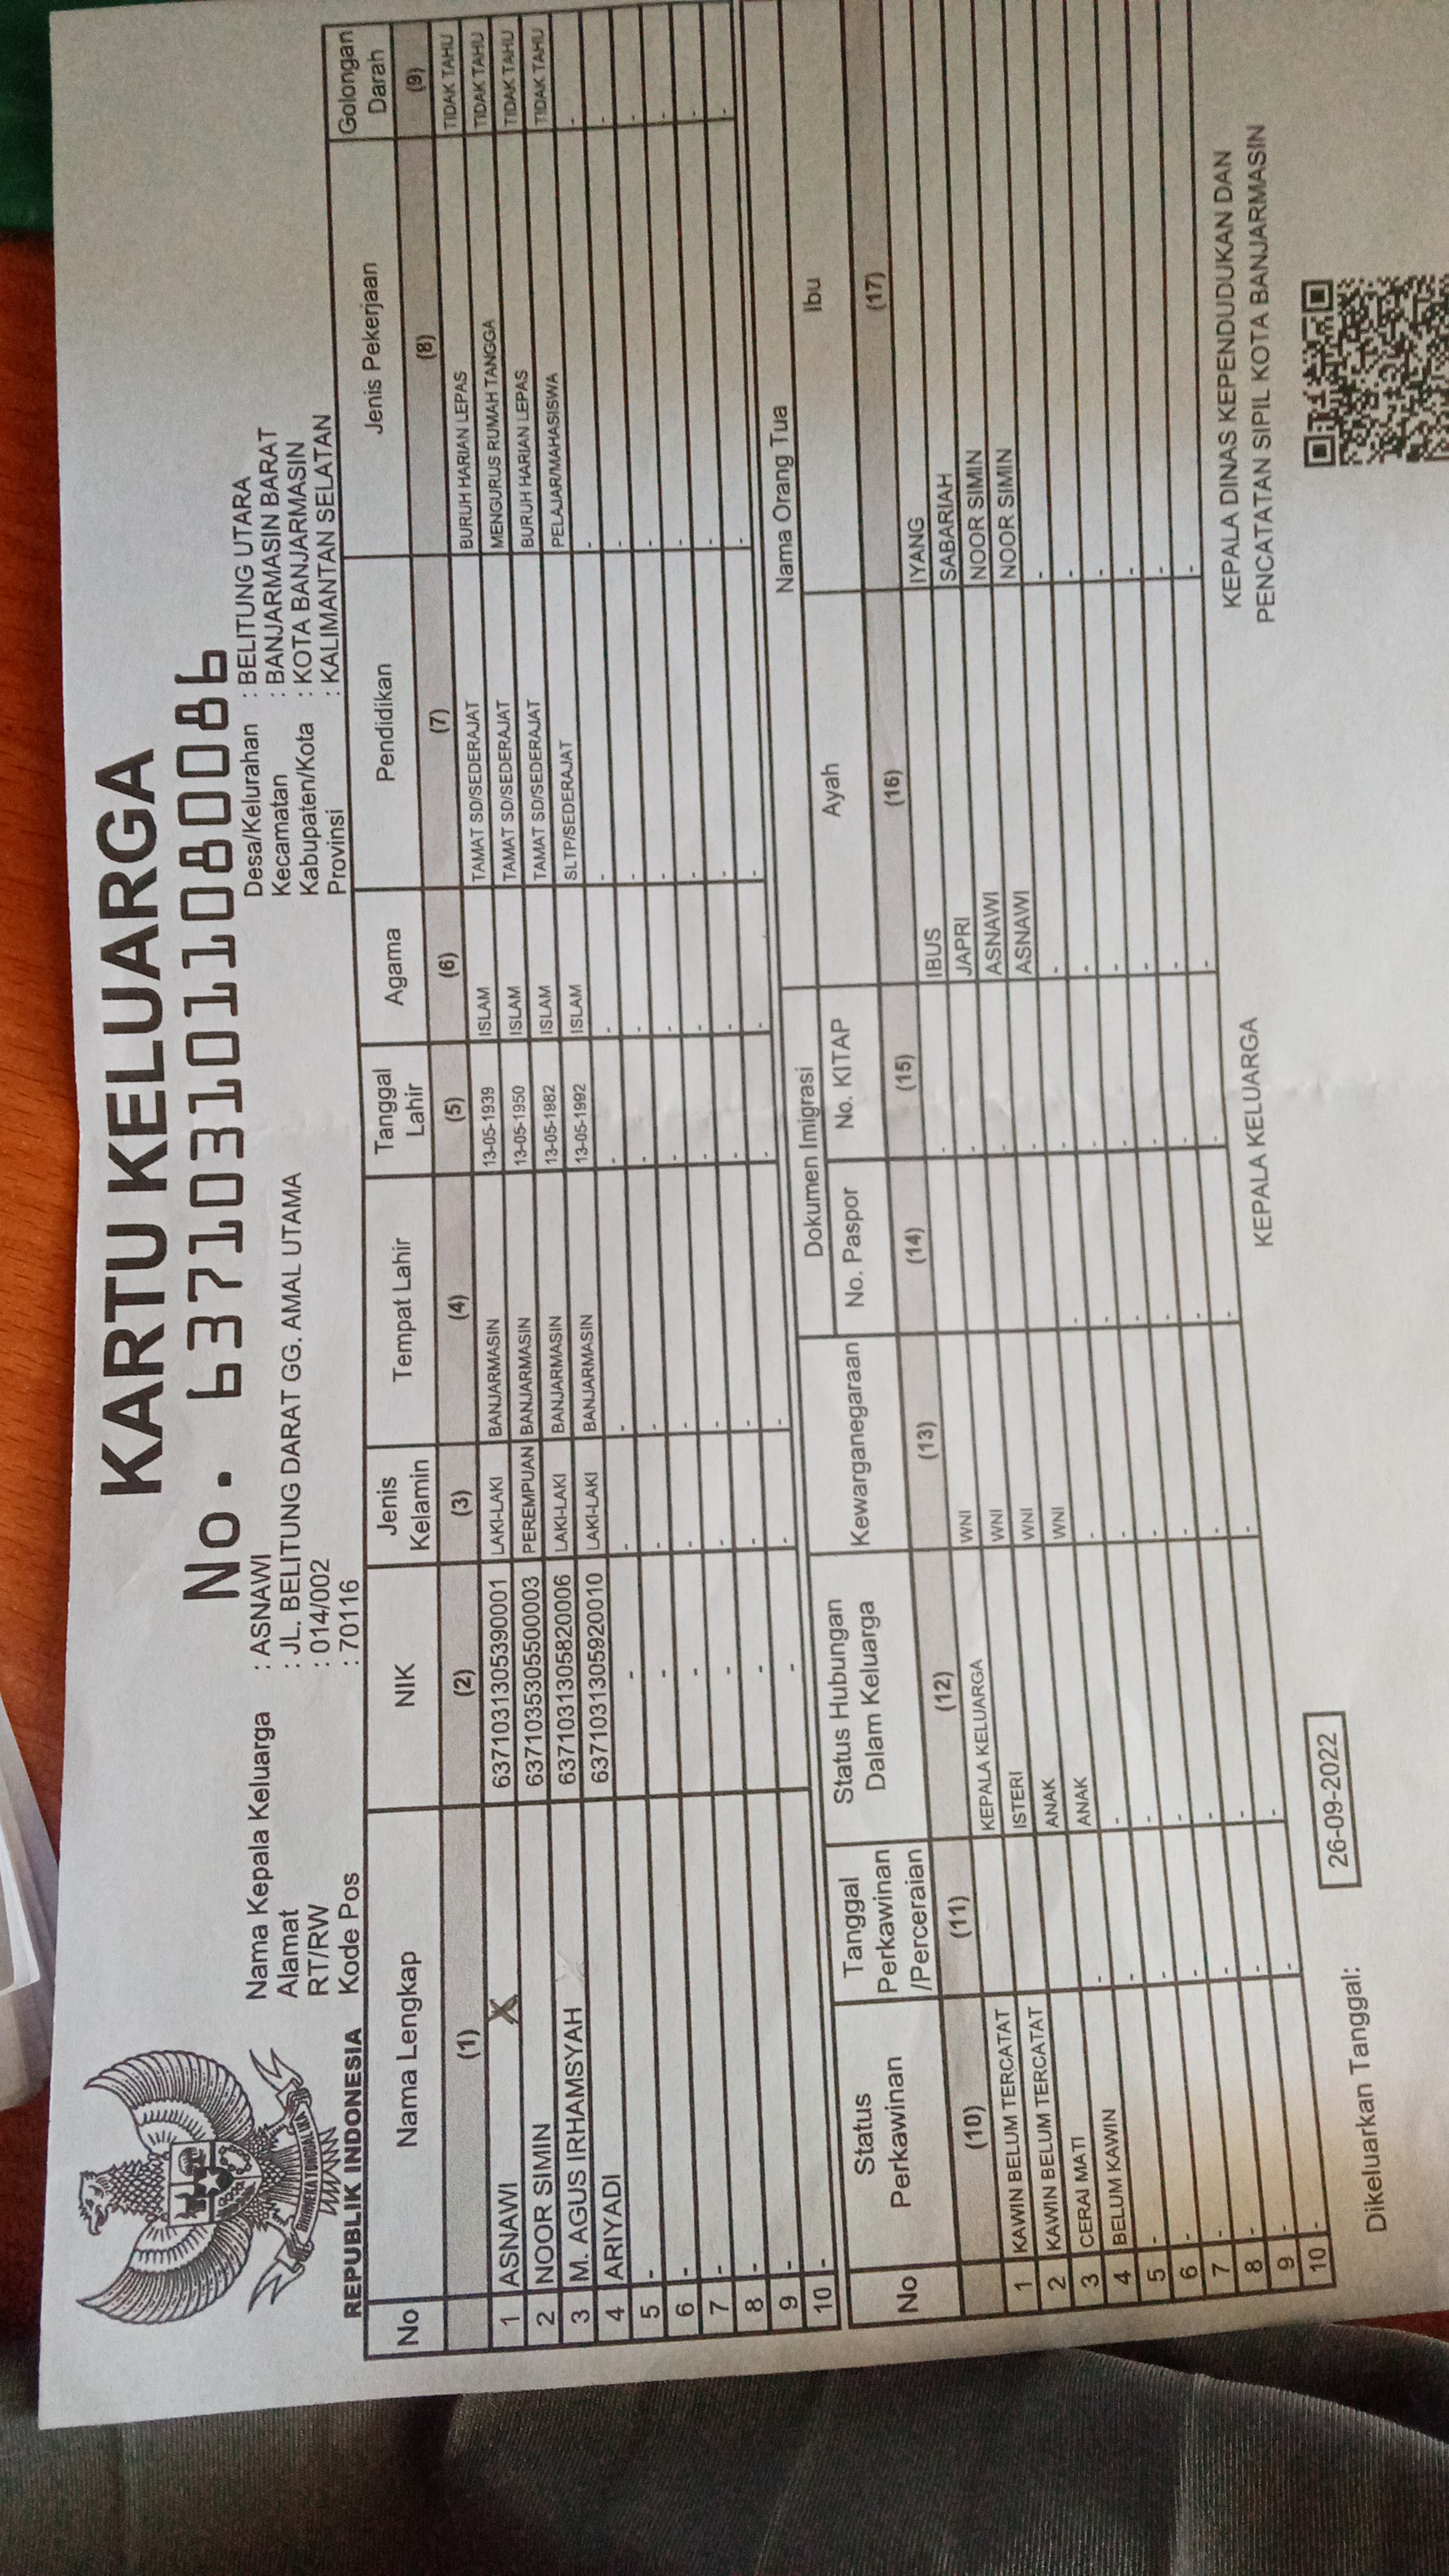 KARTU KELUARGA
No. 6371031011080086
REPUBLIK INDONESIA
BHINNEKA TUNGGAL IKA
Nama Kepala Keluarga : ASNAWI
Alamat : JL. BELITUNG DARAT GG. AMAL UTAMA
RT/RW : 014/002
Kode Pos : 70116
Desa/Kelurahan : BELITUNG UTARA
Kecamatan : BANJARMASIN BARAT
Kabupaten/Kota : KOTA BANJARMASIN
Provinsi : KALIMANTAN SELATAN
No Nama Lengkap NIK Jenis Kelamin Tempat Lahir Tanggal Lahir Agama Pendidikan Jenis Pekerjaan Golongan Darah
(1) (2) (3) (4) (5) (6) (7) (8) (9)
1 ASNAWI X 6371031305390001 LAKI-LAKI BANJARMASIN 13-05-1939 ISLAM TAMAT SD/SEDERAJAT BURUH HARIAN LEPAS TIDAK TAHU
2 NOOR SIMIN 6371035305500003 PEREMPUAN BANJARMASIN 13-05-1950 ISLAM TAMAT SD/SEDERAJAT MENGURUS RUMAH TANGGA TIDAK TAHU
3 M. AGUS IRHAMSYAH 6371031305820006 LAKI-LAKI BANJARMASIN 13-05-1982 ISLAM TAMAT SD/SEDERAJAT BURUH HARIAN LEPAS TIDAK TAHU
4 ARIYADI 6371031305920010 LAKI-LAKI BANJARMASIN 13-05-1992 ISLAM SLTP/SEDERAJAT PELAJAR/MAHASISWA TIDAK TAHU
5 - - - - - - - - -
6 - - - - - - - - -
7 - - - - - - - - -
8 - - - - - - - - -
9 - - - - - - - - -
10 - - - - - - - - -
No Status Perkawinan Tanggal Perkawinan /Perceraian Status Hubungan Dalam Keluarga Kewarganegaraan Dokumen Imigrasi Nama Orang Tua
No. Paspor No. KITAP Ayah Ibu
(10) (11) (12) (13) (14) (15) (16) (17)
1 KAWIN BELUM TERCATAT KEPALA KELUARGA WNI - IBUS IYANG
2 KAWIN BELUM TERCATAT ISTERI WNI - JAPRI SABARIAH
3 CERAI MATI - ANAK WNI - ASNAWI NOOR SIMIN
4 BELUM KAWIN - ANAK WNI - ASNAWI NOOR SIMIN
5 - - - - - - - -
6 - - - - - - - -
7 - - - - - - - -
8 - - - - - - - -
9 - - - - - - - -
10 - - - - - - - -
Dikeluarkan Tanggal: 26-09-2022
KEPALA KELUARGA
KEPALA DINAS KEPENDUDUKAN DAN
PENCATATAN SIPIL KOTA BANJARMASIN